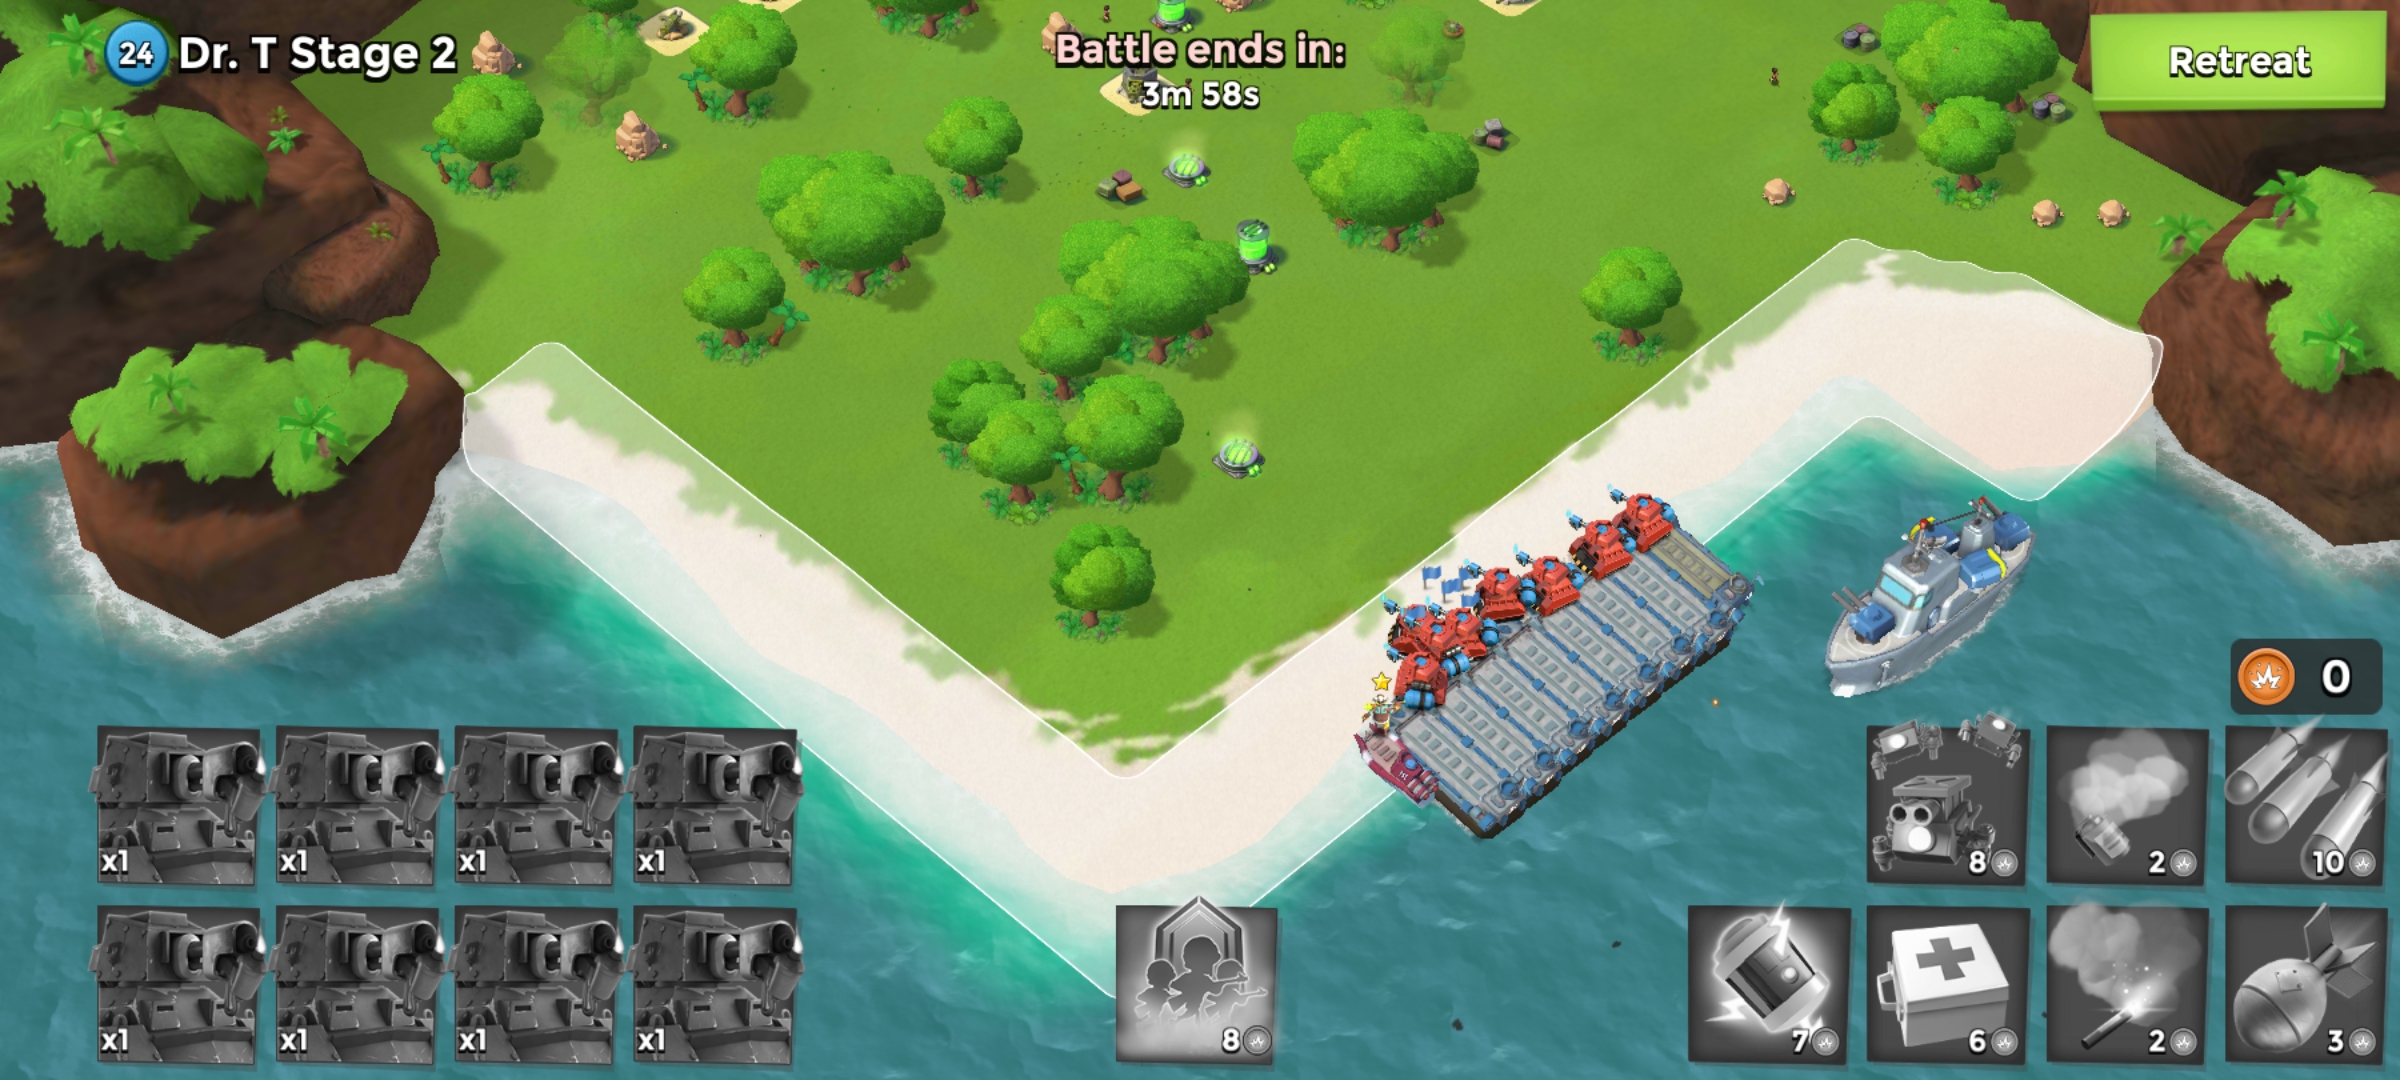 24 Dr. T Stage 2
Battle ends in:
3m 58s
Retreat
0
x1 x1 x1 x1
8 2 10
x1 x1 x1 x1
8
7 6 2 3